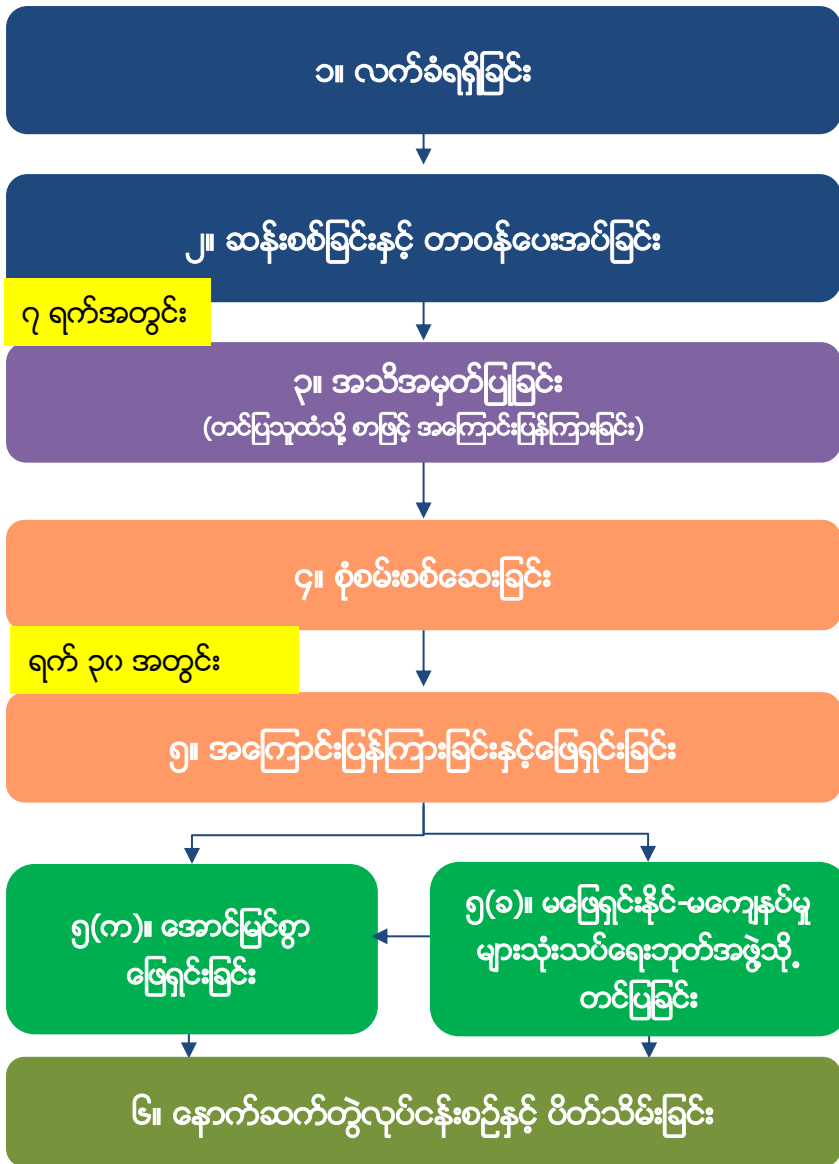 ၁။ လက်ခံရရှိခြင်း
၂။ ဆန်းစစ်ခြင်းနှင့် တာဝန်ပေးအပ်ခြင်း
၇ ရက်အတွင်း
၃။ အသိအမှတ်ပြုခြင်း
(တင်ပြသူထံသို့ စာဖြင့် အကြောင်းပြန်ကြားခြင်း)
၄။ စုံစမ်းစစ်ဆေးခြင်း
ရက် ၃၀ အတွင်း
၅။ အကြောင်းပြန်ကြားခြင်းနှင့်ဖြေရှင်းခြင်း
၅(က)။ အောင်မြင်စွာ
ဖြေရှင်းခြင်း
၅(ခ)။ မဖြေရှင်းနိုင်-မကျေနပ်မှု
များသုံးသပ်ရေးဘုတ်အဖွဲ့သို့
တင်ပြခြင်း
၆။ နောက်ဆက်တွဲလုပ်ငန်းစဉ်နှင့် ပိတ်သိမ်းခြင်း